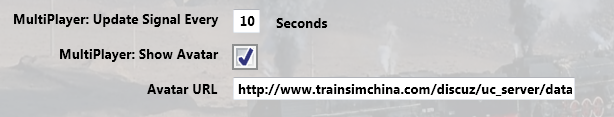 MultiPlayer: Update Signal Every 10 Seconds
MultiPlayer: Show Avatar
Avatar URL http://www.trainsimchina.com/discuz/uc_server/data